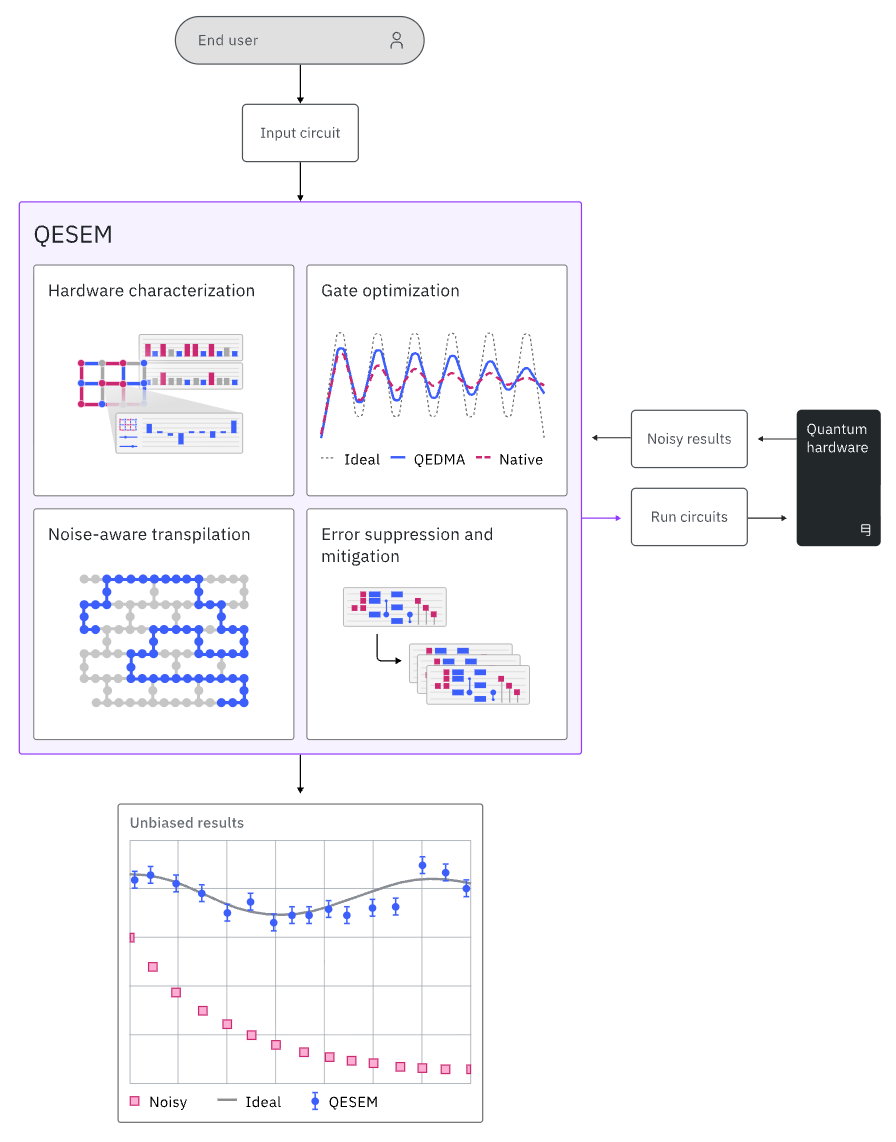 End user
Input circuit
QESEM
Hardware characterization
Gate optimization
Ideal
QEDMA
Native
Noise-aware transpilation
Error suppression and
mitigation
Noisy results
Run circuits
Quantum
hardware
Unbiased results
Noisy
Ideal
QESEM